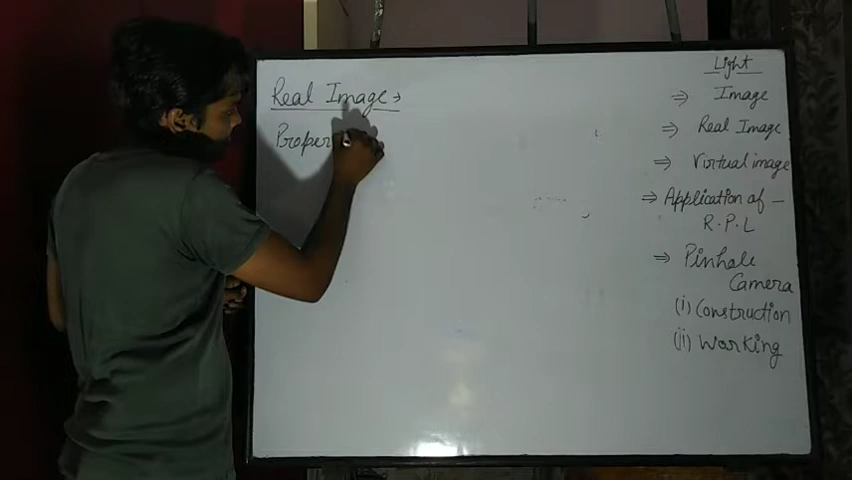 Real Image →
Proper
Light
⇒ Image
⇒ Real Image
⇒ Virtual image
⇒ Application of -
R.P.L
⇒ Pinhole
Camera
(i) Construction
(ii) Working